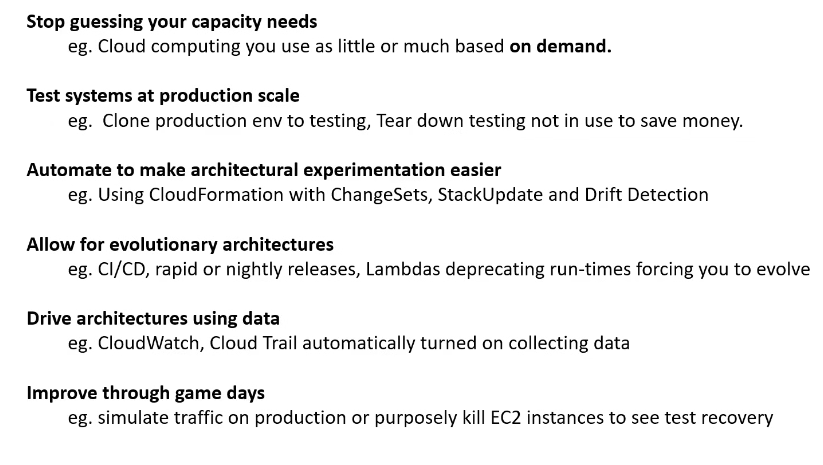 Stop guessing your capacity needs
eg. Cloud computing you use as little or much based on demand.
Test systems at production scale
eg. Clone production env to testing, Tear down testing not in use to save money.
Automate to make architectural experimentation easier
eg. Using CloudFormation with ChangeSets, StackUpdate and Drift Detection
Allow for evolutionary architectures
eg. CI/CD, rapid or nightly releases, Lambdas deprecating run-times forcing you to evolve
Drive architectures using data
eg. CloudWatch, Cloud Trail automatically turned on collecting data
Improve through game days
eg. simulate traffic on production or purposely kill EC2 instances to see test recovery